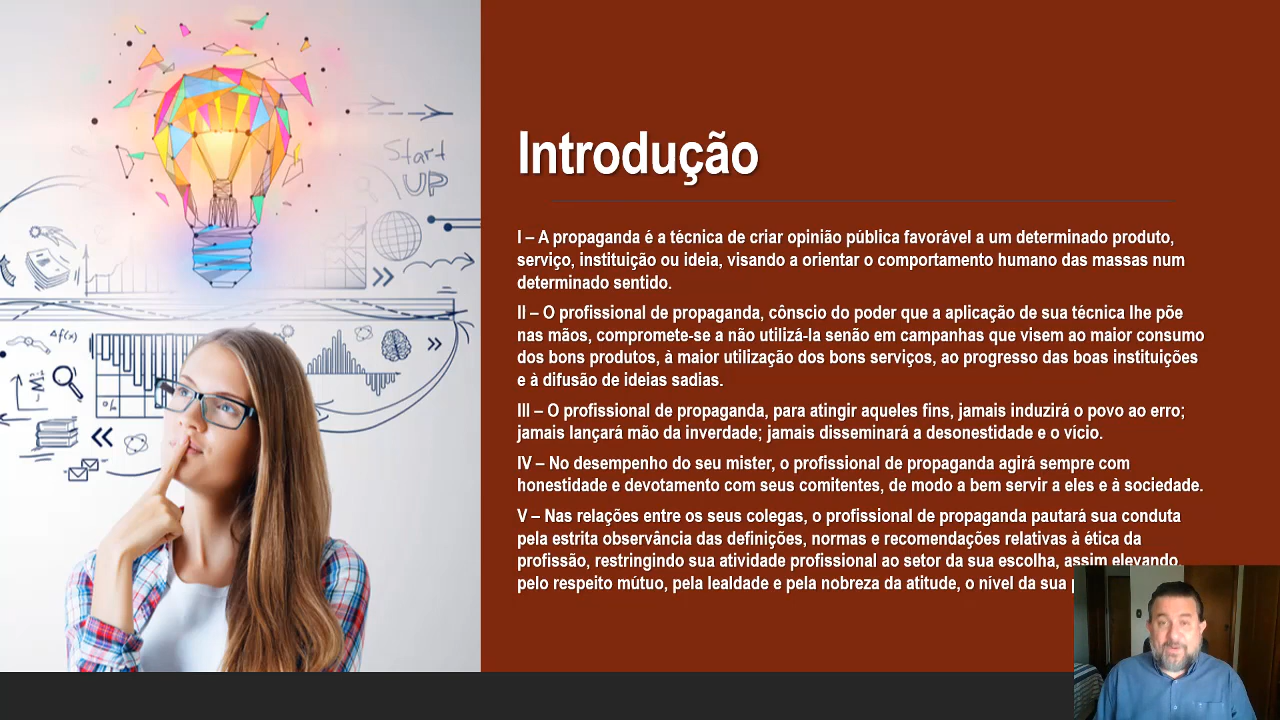 Start
UP
Δf(x)
%
Introdução
I – A propaganda é a técnica de criar opinião pública favorável a um determinado produto,
serviço, instituição ou ideia, visando a orientar o comportamento humano das massas num
determinado sentido.
II – O profissional de propaganda, cônscio do poder que a aplicação de sua técnica lhe põe
nas mãos, compromete-se a não utilizá-la senão em campanhas que visem ao maior consumo
dos bons produtos, à maior utilização dos bons serviços, ao progresso das boas instituições
e à difusão de ideias sadias.
III – O profissional de propaganda, para atingir aqueles fins, jamais induzirá o povo ao erro;
jamais lançará mão da inverdade; jamais disseminará a desonestidade e o vício.
IV – No desempenho do seu mister, o profissional de propaganda agirá sempre com
honestidade e devotamento com seus comitentes, de modo a bem servir a eles e à sociedade.
V – Nas relações entre os seus colegas, o profissional de propaganda pautará sua conduta
pela estrita observância das definições, normas e recomendações relativas à ética da
profissão, restringindo sua atividade profissional ao setor da sua escolha, assim elevando,
pelo respeito mútuo, pela lealdade e pela nobreza da atitude, o nível da sua